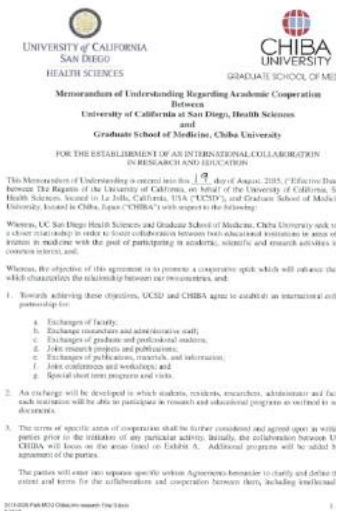 UNIVERSITY of CALIFORNIA
SAN DIEGO
HEALTH SCIENCES
CHIBA
UNIVERSITY
GRADUATE SCHOOL OF ME
Memorandum of Understanding Regarding Academic Cooperation
Between
University of California at San Diego, Health Sciences
and
Graduate School of Medicine, Chiba University
FOR THE ESTABLISHMENT OF AN INTERNATIONAL COLLABORATION
IN RESEARCH AND EDUCATION
This Memorandum of Understanding is entered into this 19 day of August, 2015, ("Effective Da
between The Regents of the University of California, on behalf of the University of California, S
Health Sciences, located in La Jolla, California, USA ("UCSD"), and Graduate School of Medici
University, located in Chiba, Japan ("CHIBA") with respect to the following:
Whereas, UC San Diego Health Sciences and Graduate School of Medicine, Chiba University seek to
a closer relationship in order to foster collaboration between both educational institutions in areas of
interest in medicine with the goal of participating in academic, scientific and research activities i
common interest, and,
Whereas, the objective of this agreement is to promote a cooperative spirit which will enhance the
which characterizes the relationship between our two countries, and:
1. Towards achieving these objectives, UCSD and CHIBA agree to establish an international coll
partnership for:
a. Exchanges of faculty;
b. Exchange researchers and administrative staff;
c. Exchanges of graduate and professional students;
d. Joint research projects and publications;
e. Exchanges of publications, materials, and information;
f. Joint conferences and workshops; and
g. Special short term programs and visits.
2. An exchange will be developed in which students, residents, researchers, administrator and fac
each institution will be able to participate in research and educational programs as outlined in
documents.
3. The terms of specific areas of cooperation shall be further considered and agreed upon in writ
parties prior to the initiation of any particular activity. Initially, the collaboration between U
CHIBA will focus on the areas listed on Exhibit A. Additional programs will be added b
agreement of the parties.
The parties will enter into separate specific written Agreements hereunder to clarify and define t
extent and terms for the collaborations and cooperation between them, including intellectual
1